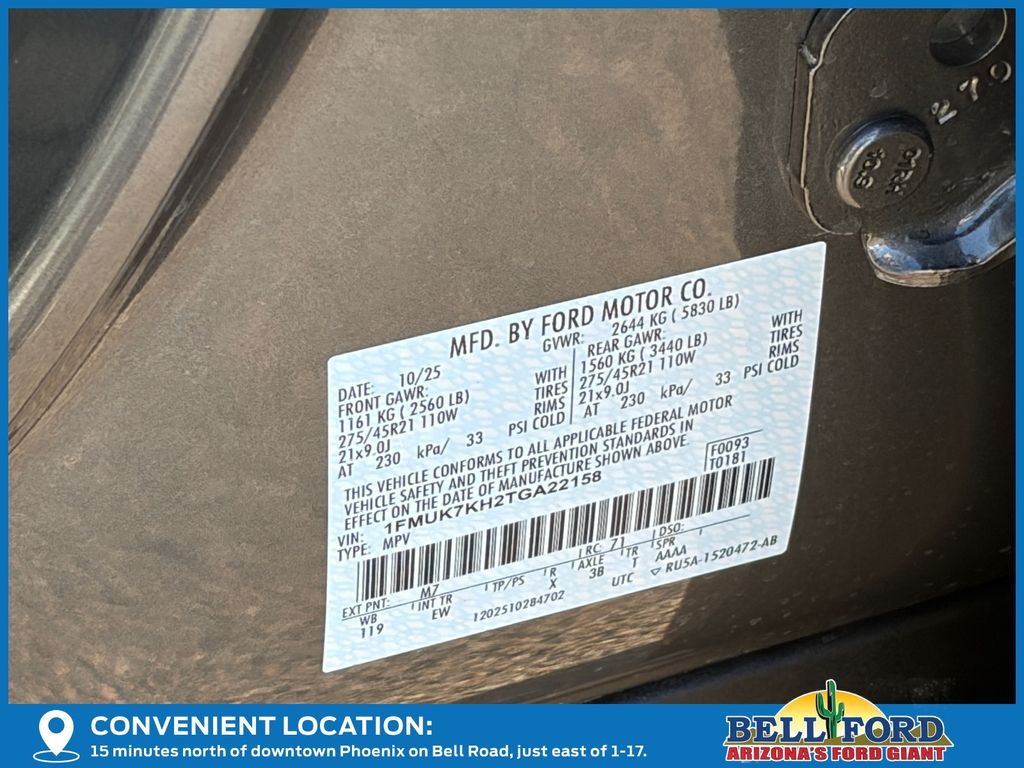 270
MFD. BY FORD MOTOR CO.
DATE: 10/25
GVWR: 2644 KG ( 5830 LB)
FRONT GAWR:
1161 KG ( 2560 LB) WITH
275/45R21 110W TIRES
21x9.0J RIMS
AT 230 kPa/ 33 PSI COLD
REAR GAWR:
1560 KG ( 3440 LB) WITH
275/45R21 110W TIRES
21x9.0J RIMS
AT 230 kPa/ 33 PSI COLD
THIS VEHICLE CONFORMS TO ALL APPLICABLE FEDERAL MOTOR
VEHICLE SAFETY AND THEFT PREVENTION STANDARDS IN
EFFECT ON THE DATE OF MANUFACTURE SHOWN ABOVE.
F0093
T0181
VIN: 1FMUK7KH2TGA22158
TYPE: MPV
EXT PNT: M7 RC: 71 DSO:
WB INT TR TP/PS R AXLE TR SPR
119 EW X 3B T AAAA
1202510284702 UTC ▽ RU5A-1520472-AB
CONVENIENT LOCATION:
15 minutes north of downtown Phoenix on Bell Road, just east of 1-17.
BELL FORD
ARIZONA'S FORD GIANT